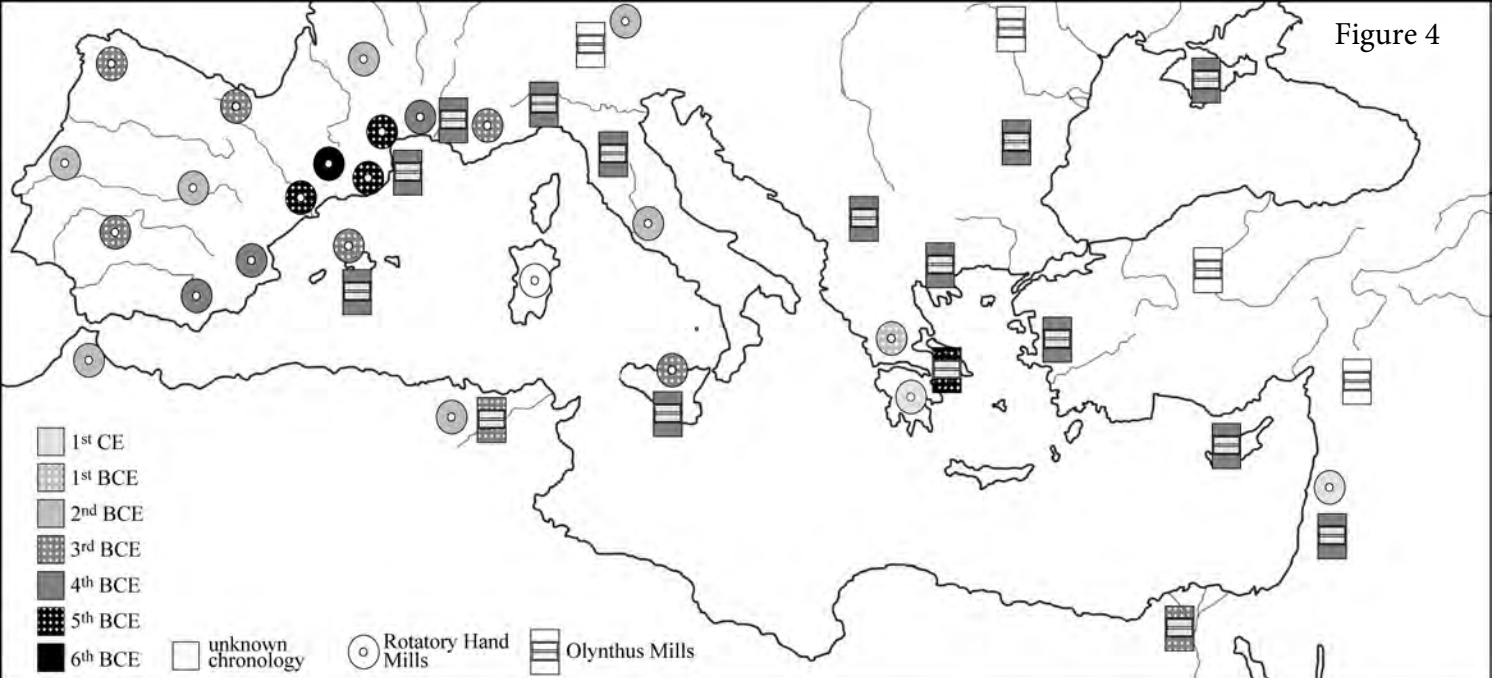 Figure 4
1st CE
1st BCE
2nd BCE
3rd BCE
4th BCE
5th BCE
6th BCE
unknown
chronology
Rotatory Hand
Mills
Olynthus Mills